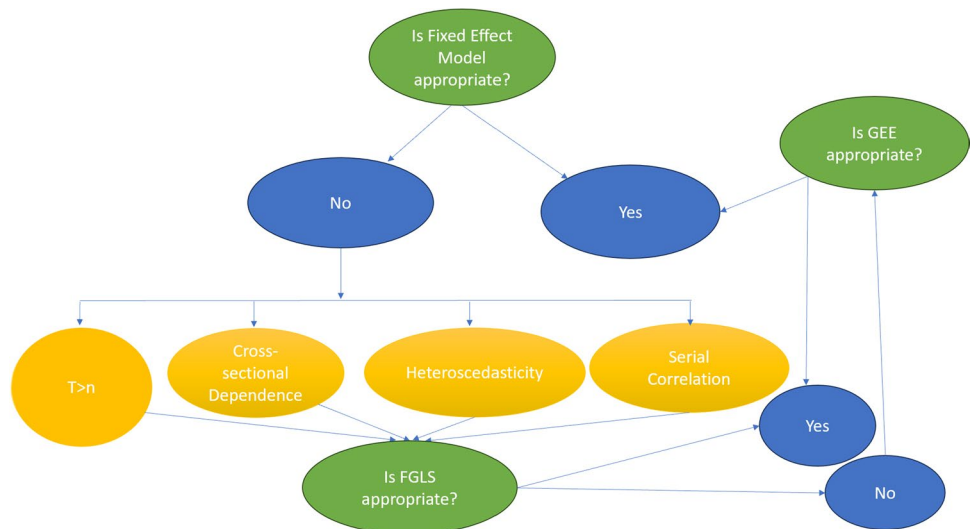 Is Fixed Effect
Model
appropriate?
Is GEE
appropriate?
No
Yes
T>n
Cross-
sectional
Dependence
Heteroscedasticity
Serial
Correlation
Yes
Is FGLS
appropriate?
No